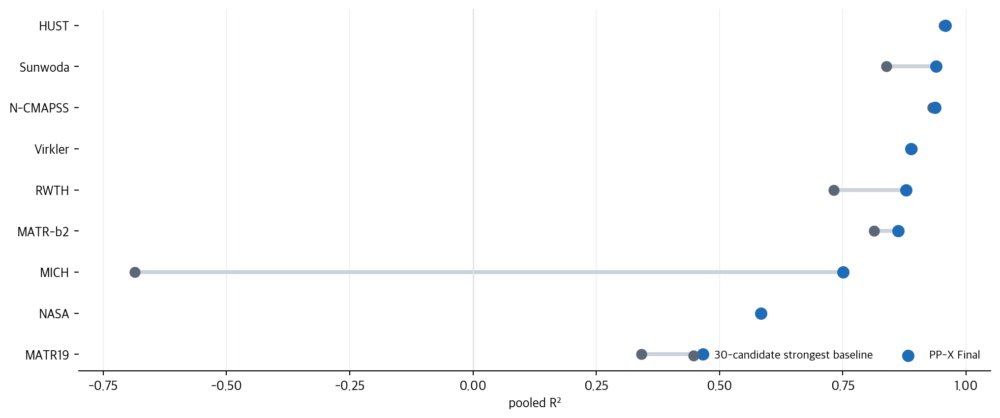 HUST
Sunwoda
N-CMAPSS
Virkler
RWTH
MATR-b2
MICH
NASA
MATR19
30-candidate strongest baseline
PP-X Final
-0.75 -0.50 -0.25 0.00 0.25 0.50 0.75 1.00
pooled R²